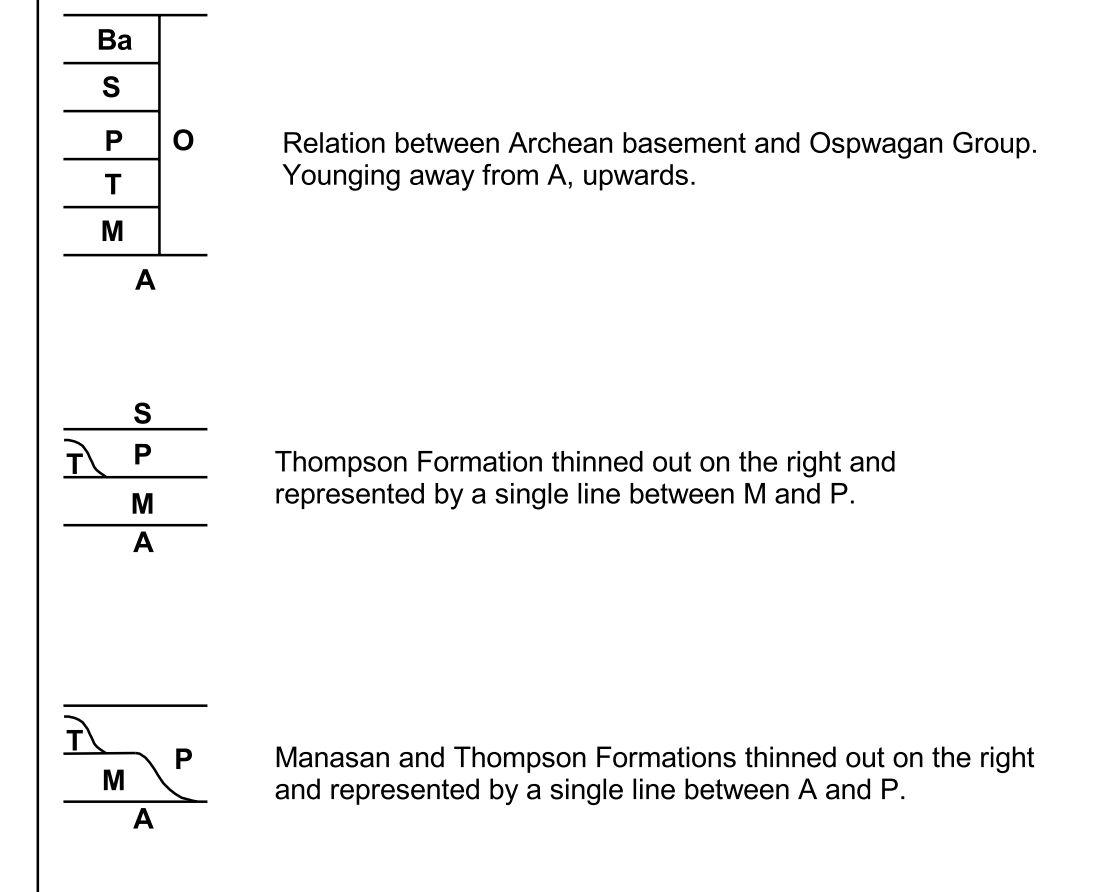 Ba
S
P
O
T
M
A
Relation between Archean basement and Ospwagan Group.
Younging away from A, upwards.
S
T
P
M
A
Thompson Formation thinned out on the right and
represented by a single line between M and P.
T
P
M
A
Manasan and Thompson Formations thinned out on the right
and represented by a single line between A and P.